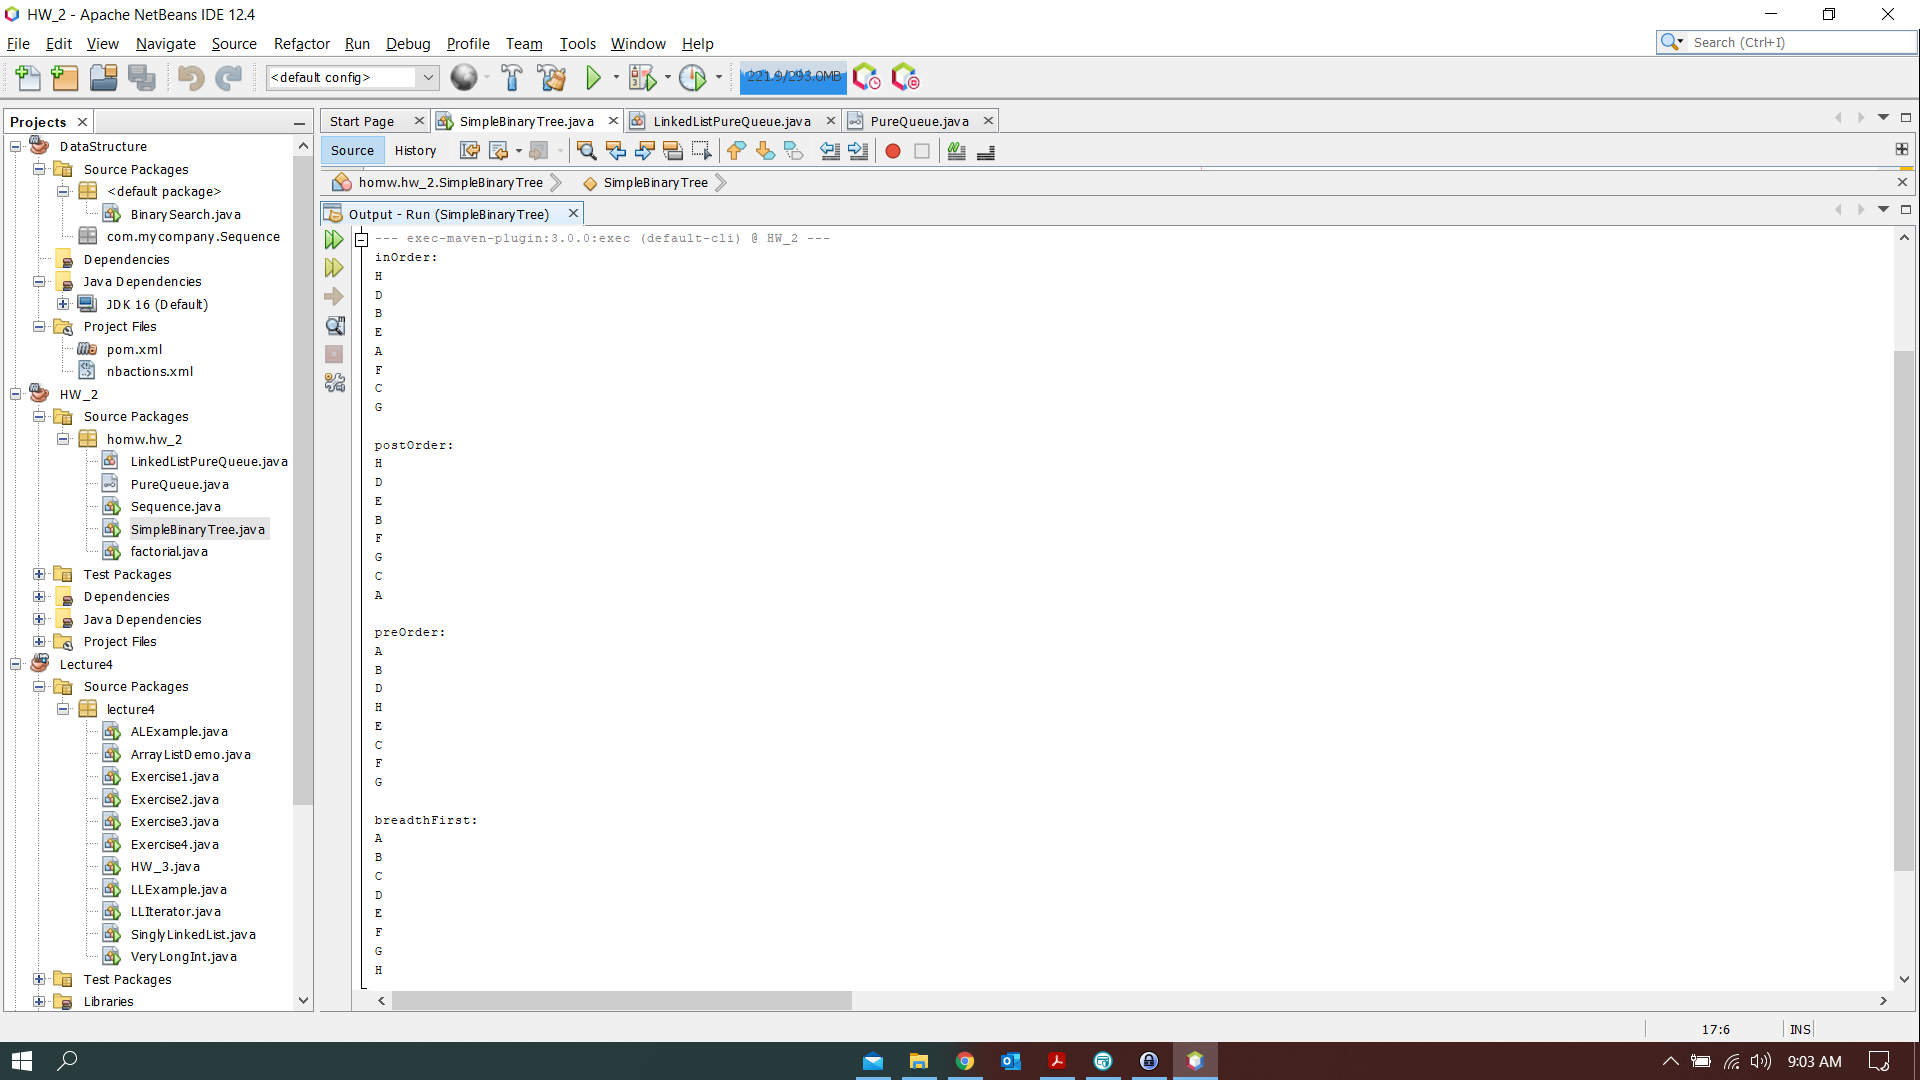 HW_2 - Apache NetBeans IDE 12.4
File Edit View Navigate Source Refactor Run Debug Profile Team Tools Window Help
Search (Ctrl+I)
<default config>
221.9/293.0MB
Projects
DataStructure
Source Packages
<default package>
BinarySearch.java
com.mycompany.Sequence
Dependencies
Java Dependencies
JDK 16 (Default)
Project Files
pom.xml
nbactions.xml
HW_2
Source Packages
homw.hw_2
LinkedListPureQueue.java
PureQueue.java
Sequence.java
SimpleBinaryTree.java
factorial.java
Test Packages
Dependencies
Java Dependencies
Project Files
Lecture4
Source Packages
lecture4
ALExample.java
ArrayListDemo.java
Exercise1.java
Exercise2.java
Exercise3.java
Exercise4.java
HW_3.java
LLExample.java
LLIterator.java
SinglyLinkedList.java
VeryLongInt.java
Test Packages
Libraries
Start Page SimpleBinaryTree.java LinkedListPureQueue.java PureQueue.java
Source History
homw.hw_2.SimpleBinaryTree SimpleBinaryTree
Output - Run (SimpleBinaryTree)
--- exec-maven-plugin:3.0.0:exec (default-cli) @ HW_2 ---
inOrder:
H
D
B
E
A
F
C
G
postOrder:
H
D
E
B
F
G
C
A
preOrder:
A
B
D
H
E
C
F
G
breadthFirst:
A
B
C
D
E
F
G
H
17:6 INS
9:03 AM